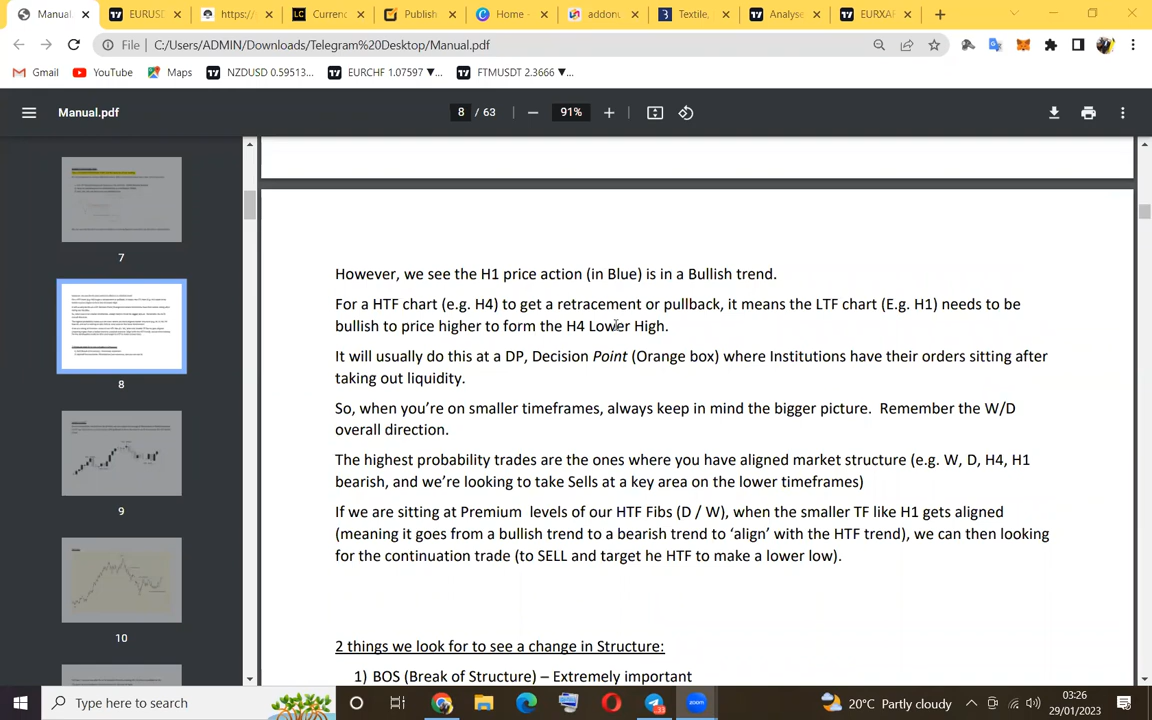 Manual.
EURUS
https:/
Currenc
Publish
Home -
addonu
Textile,
Analyse
EURXAF
File
C:/Users/ADMIN/Downloads/Telegram%20Desktop/Manual.pdf
Gmail
YouTube
Maps
NZDUSD 0.59513...
EURCHF 1.07597 ▼...
FTMUSDT 2.3666 ▼...
Manual.pdf
8 / 63
91%
7
8
9
10
However, we see the H1 price action (in Blue) is in a Bullish trend.
For a HTF chart (e.g. H4) to get a retracement or pullback, it means the LTF chart (E.g. H1) needs to be
bullish to price higher to form the H4 Lower High.
It will usually do this at a DP, Decision Point (Orange box) where Institutions have their orders sitting after
taking out liquidity.
So, when you’re on smaller timeframes, always keep in mind the bigger picture.  Remember the W/D
overall direction.
The highest probability trades are the ones where you have aligned market structure (e.g. W, D, H4, H1
bearish, and we’re looking to take Sells at a key area on the lower timeframes)
If we are sitting at Premium  levels of our HTF Fibs (D / W), when the smaller TF like H1 gets aligned
(meaning it goes from a bullish trend to a bearish trend to ‘align’ with the HTF trend), we can then looking
for the continuation trade (to SELL and target he HTF to make a lower low).
2 things we look for to see a change in Structure:
1) BOS (Break of Structure) – Extremely important
Type here to search
20°C Partly cloudy
03:26
29/01/2023